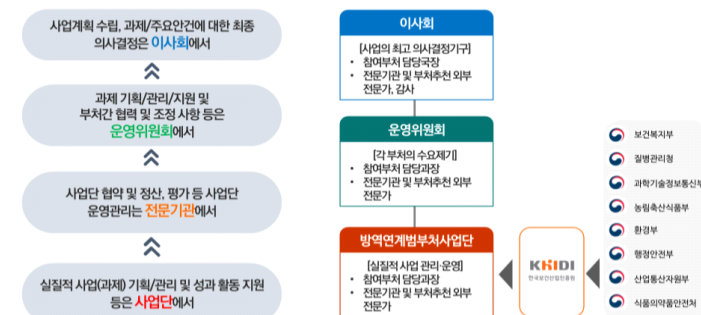 사업계획 수립, 과제/주요안건에 대한 최종
의사결정은 이사회에서
과제 기획/관리/지원 및
부처간 협력 및 조정 사항 등은
운영위원회에서
사업단 협약 및 정산, 평가 등 사업단
운영관리는 전문기관에서
실질적 사업(과제) 기획/관리 및 성과 활동 지원
등은 사업단에서
이사회
[사업의 최고 의사결정기구]
• 참여부처 담당국장
• 전문기관 및 부처추천 외부
전문가, 감사
운영위원회
[각 부처의 수요제기]
• 참여부처 담당과장
• 전문기관 및 부처추천 외부
전문가
방역연계범부처사업단
[실질적 사업 관리·운영]
• 참여부처 담당과장
• 전문기관 및 부처추천 외부
전문가
KHIDI
한국보건산업진흥원
보건복지부
질병관리청
과학기술정보통신부
농림축산식품부
환경부
행정안전부
산업통산자원부
식품의약품안전처